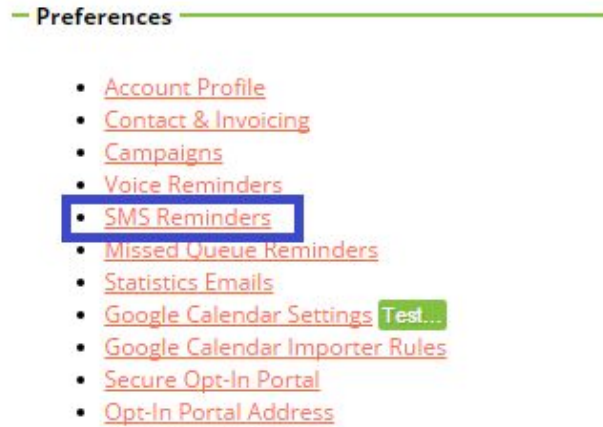 Preferences
Account Profile
Contact & Invoicing
Campaigns
Voice Reminders
SMS Reminders
Missed Queue Reminders
Statistics Emails
Google Calendar Settings Test...
Google Calendar Importer Rules
Secure Opt-In Portal
Opt-In Portal Address